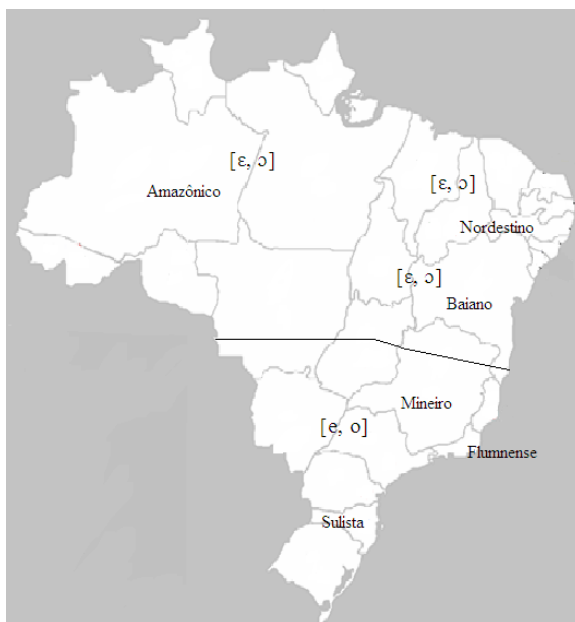 [ɛ, ɔ]
[ɛ, ɔ]
Amazônico
Nordestino
[ɛ, ɔ]
Baiano
Mineiro
[e, o]
Flumnense
Sulista